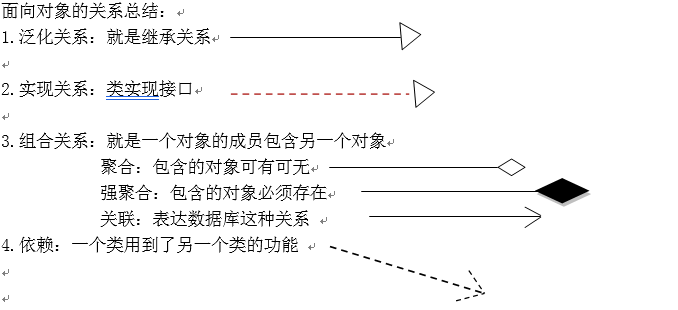 面向对象的关系总结：
1.泛化关系：就是继承关系
2.实现关系：类实现接口
3.组合关系：就是一个对象的成员包含另一个对象
聚合：包含的对象可有可无
强聚合：包含的对象必须存在
关联：表达数据库这种关系
4.依赖：一个类用到了另一个类的功能